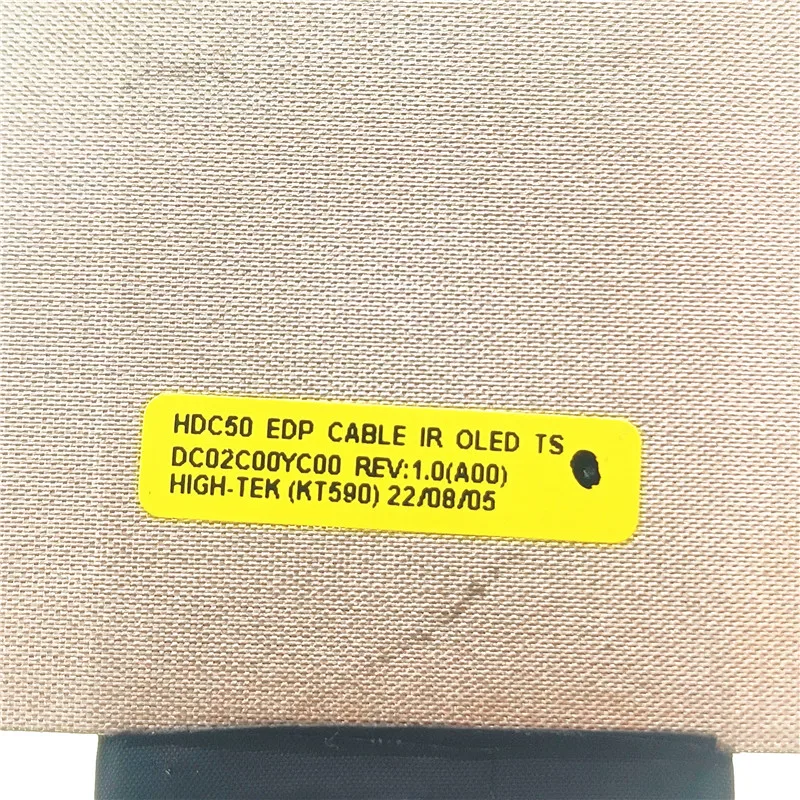 HDC50 EDP CABLE IR OLED TS
DC02C00YC00 REV:1.0(A00)
HIGH-TEK (KT590) 22/08/05